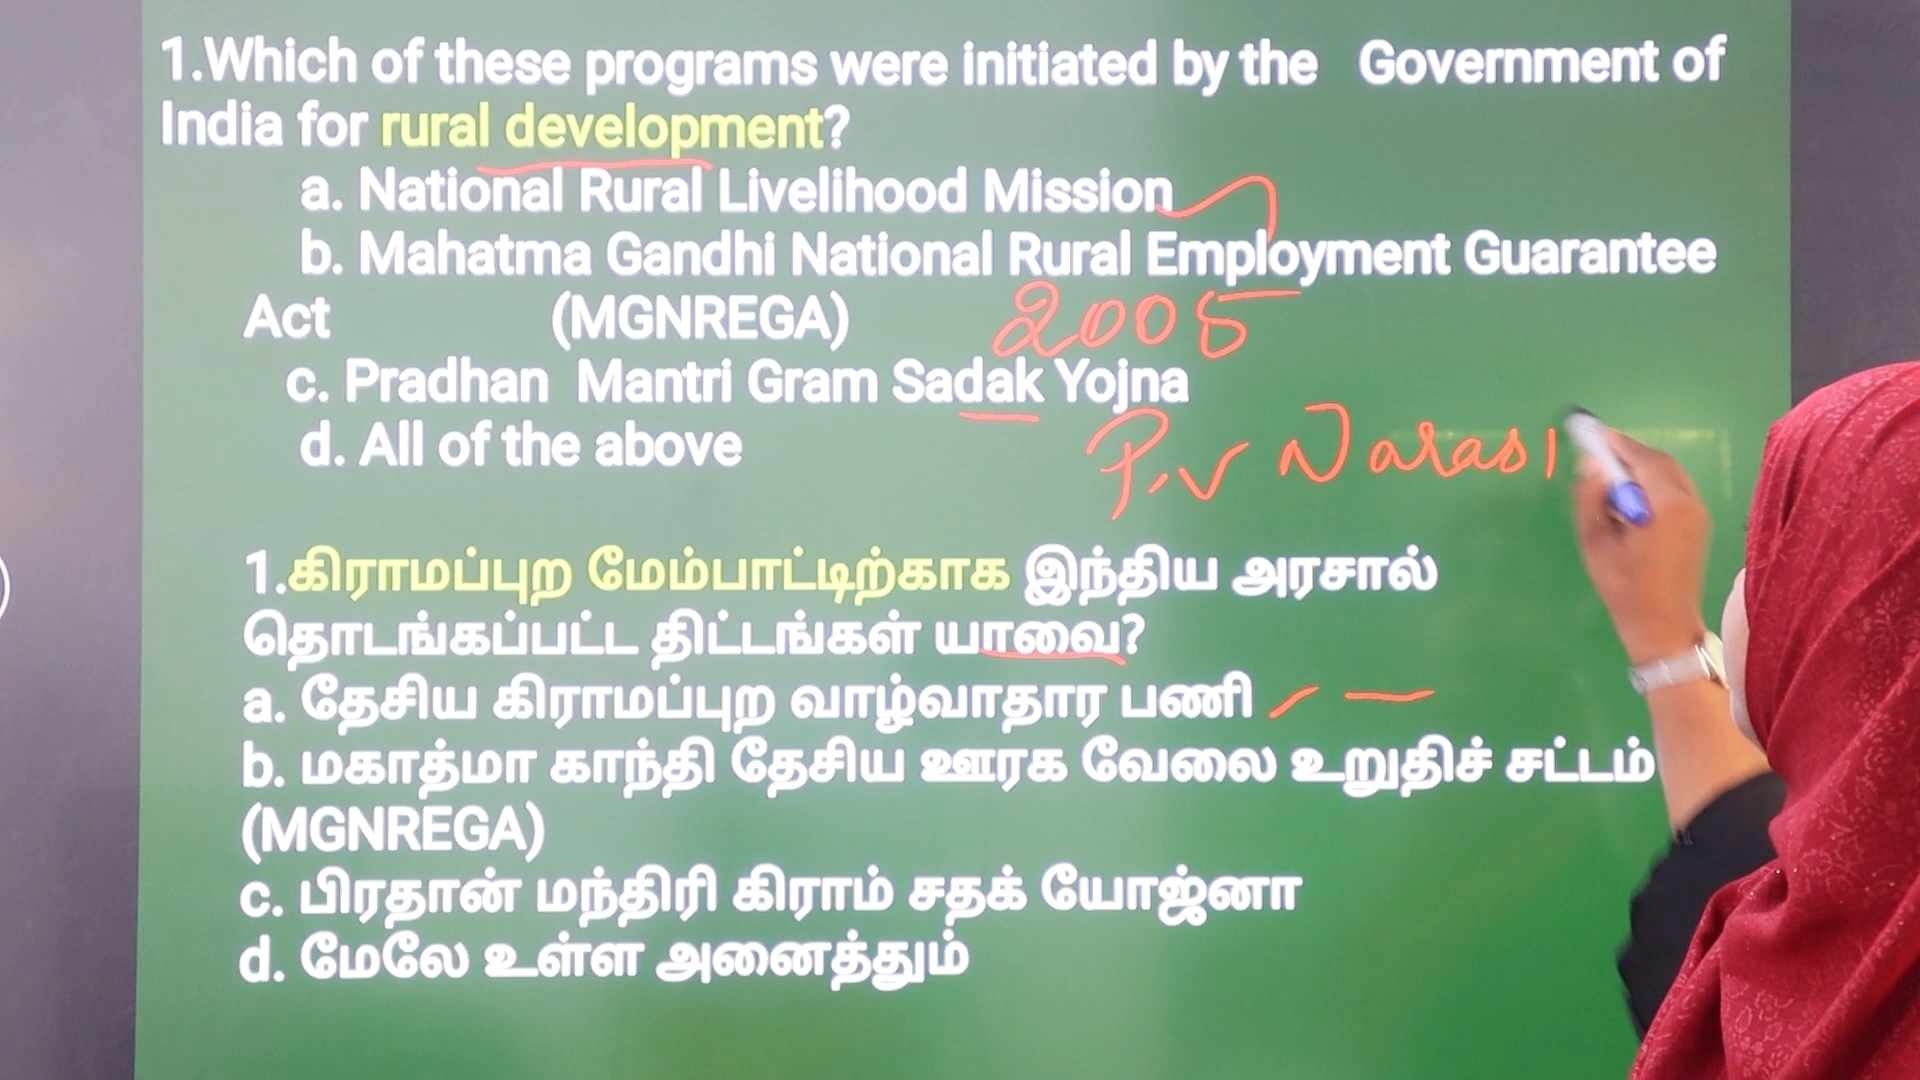 1.Which of these programs were initiated by the Government of
India for rural development?
a. National Rural Livelihood Mission
b. Mahatma Gandhi National Rural Employment Guarantee
Act (MGNREGA)
2005
c. Pradhan Mantri Gram Sadak Yojna
d. All of the above
P.V Narasi
1.கிராமப்புற மேம்பாட்டிற்காக இந்திய அரசால்
தொடங்கப்பட்ட திட்டங்கள் யாவை?
a. தேசிய கிராமப்புற வாழ்வாதார பணி
b. மகாத்மா காந்தி தேசிய ஊரக வேலை உறுதிச் சட்டம்
(MGNREGA)
c. பிரதான் மந்திரி கிராம் சதக் யோஜ்னா
d. மேலே உள்ள அனைத்தும்